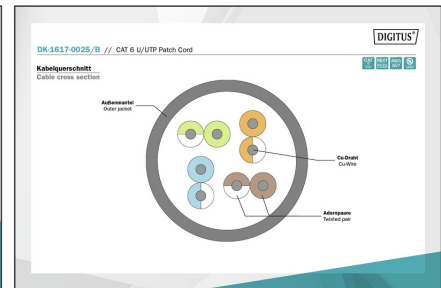 DIGITUS®
DK-1617-0025/B // CAT 6 U/UTP Patch Cord
Kabelquerschnitt
Cable cross section
Außenmantel
Outer jacket
Cu-Draht
Cu-Wire
Adernpaare
Twisted pair